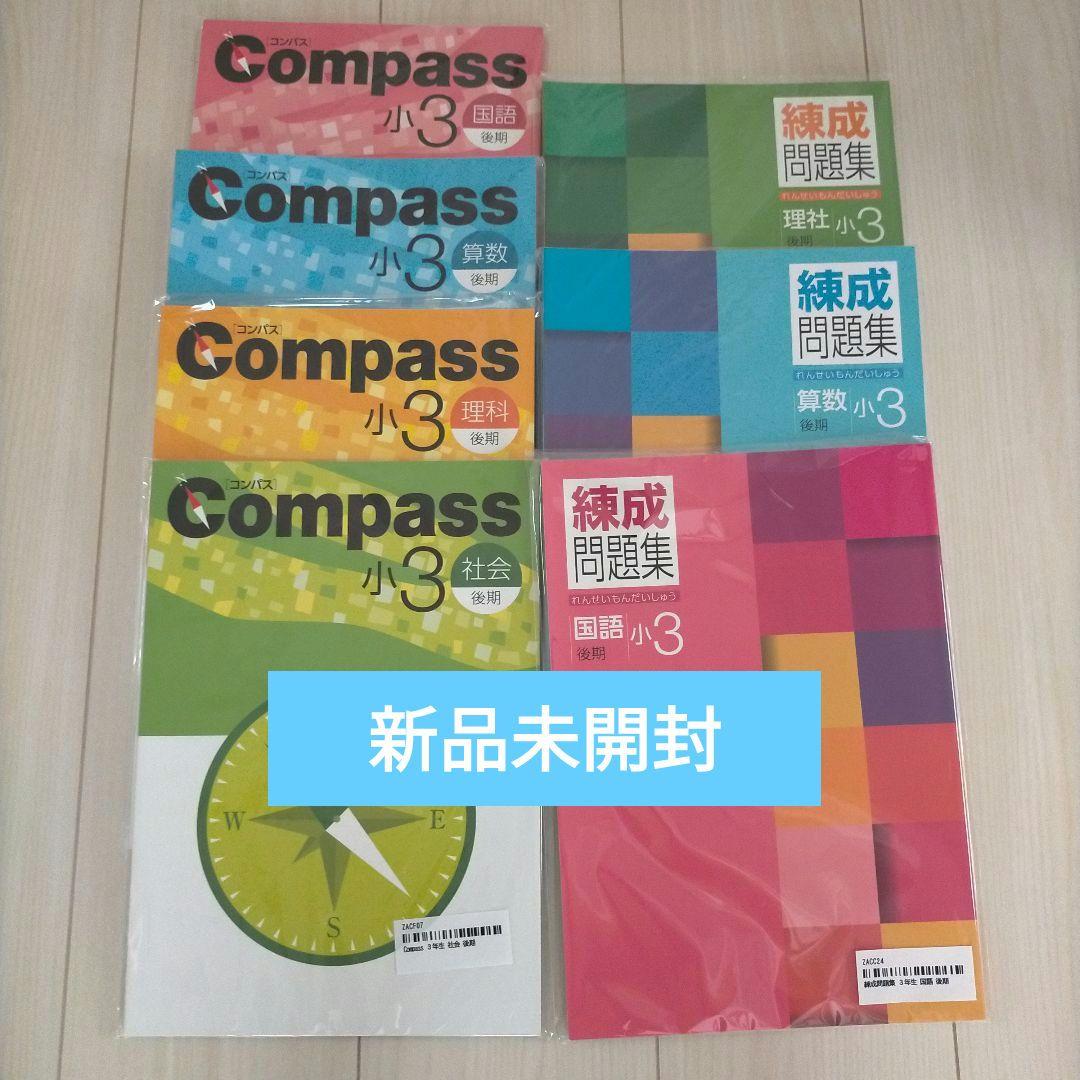 [コンパス]
Compass
小3 国語
後期
[コンパス]
Compass
小3 算数
後期
[コンパス]
Compass
小3 理科
後期
[コンパス]
Compass
小3 社会
後期
W
E
S
ZACF07
Compass 3年生 社会 後期
練成
問題集
れんせいもんだいしゅう
理社 小3
後期
練成
問題集
れんせいもんだいしゅう
算数 小3
後期
練成
問題集
れんせいもんだいしゅう
国語 小3
後期
新品未開封
ZACC24
練成問題集 3年生 国語 後期